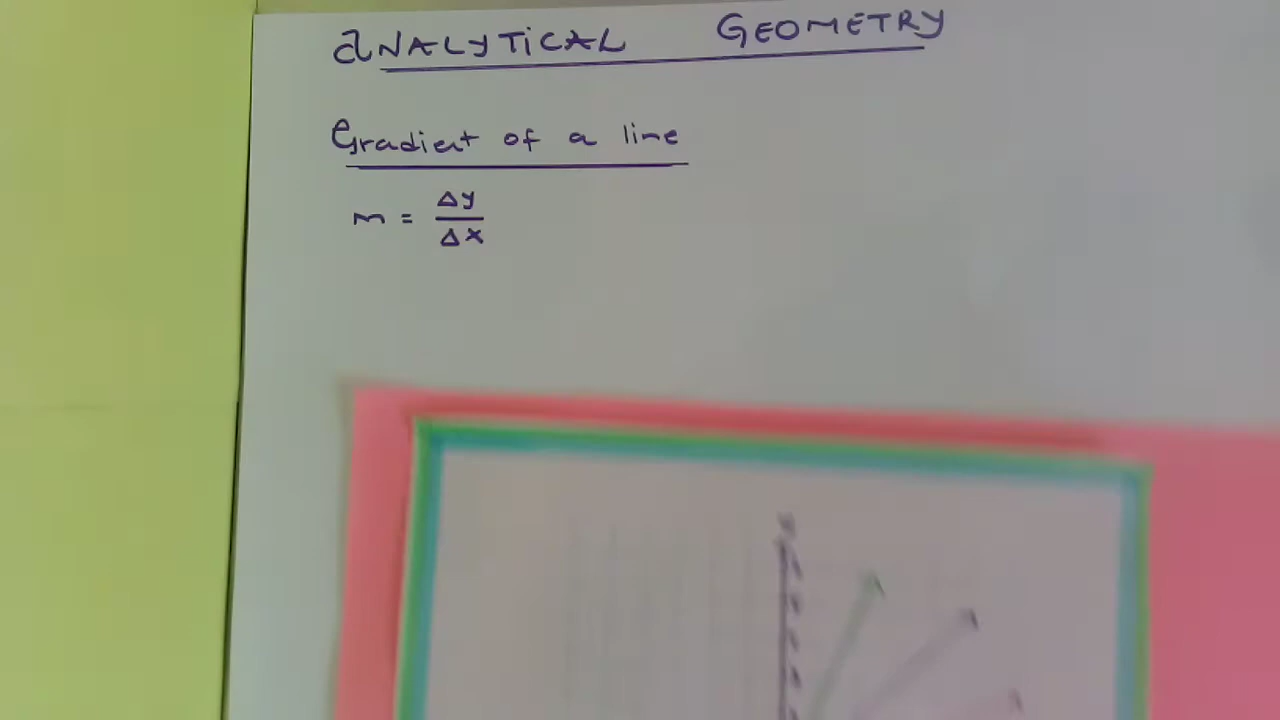 ANALYTICAL GEOMETRY
Gradient of a line
m = Δy/Δx